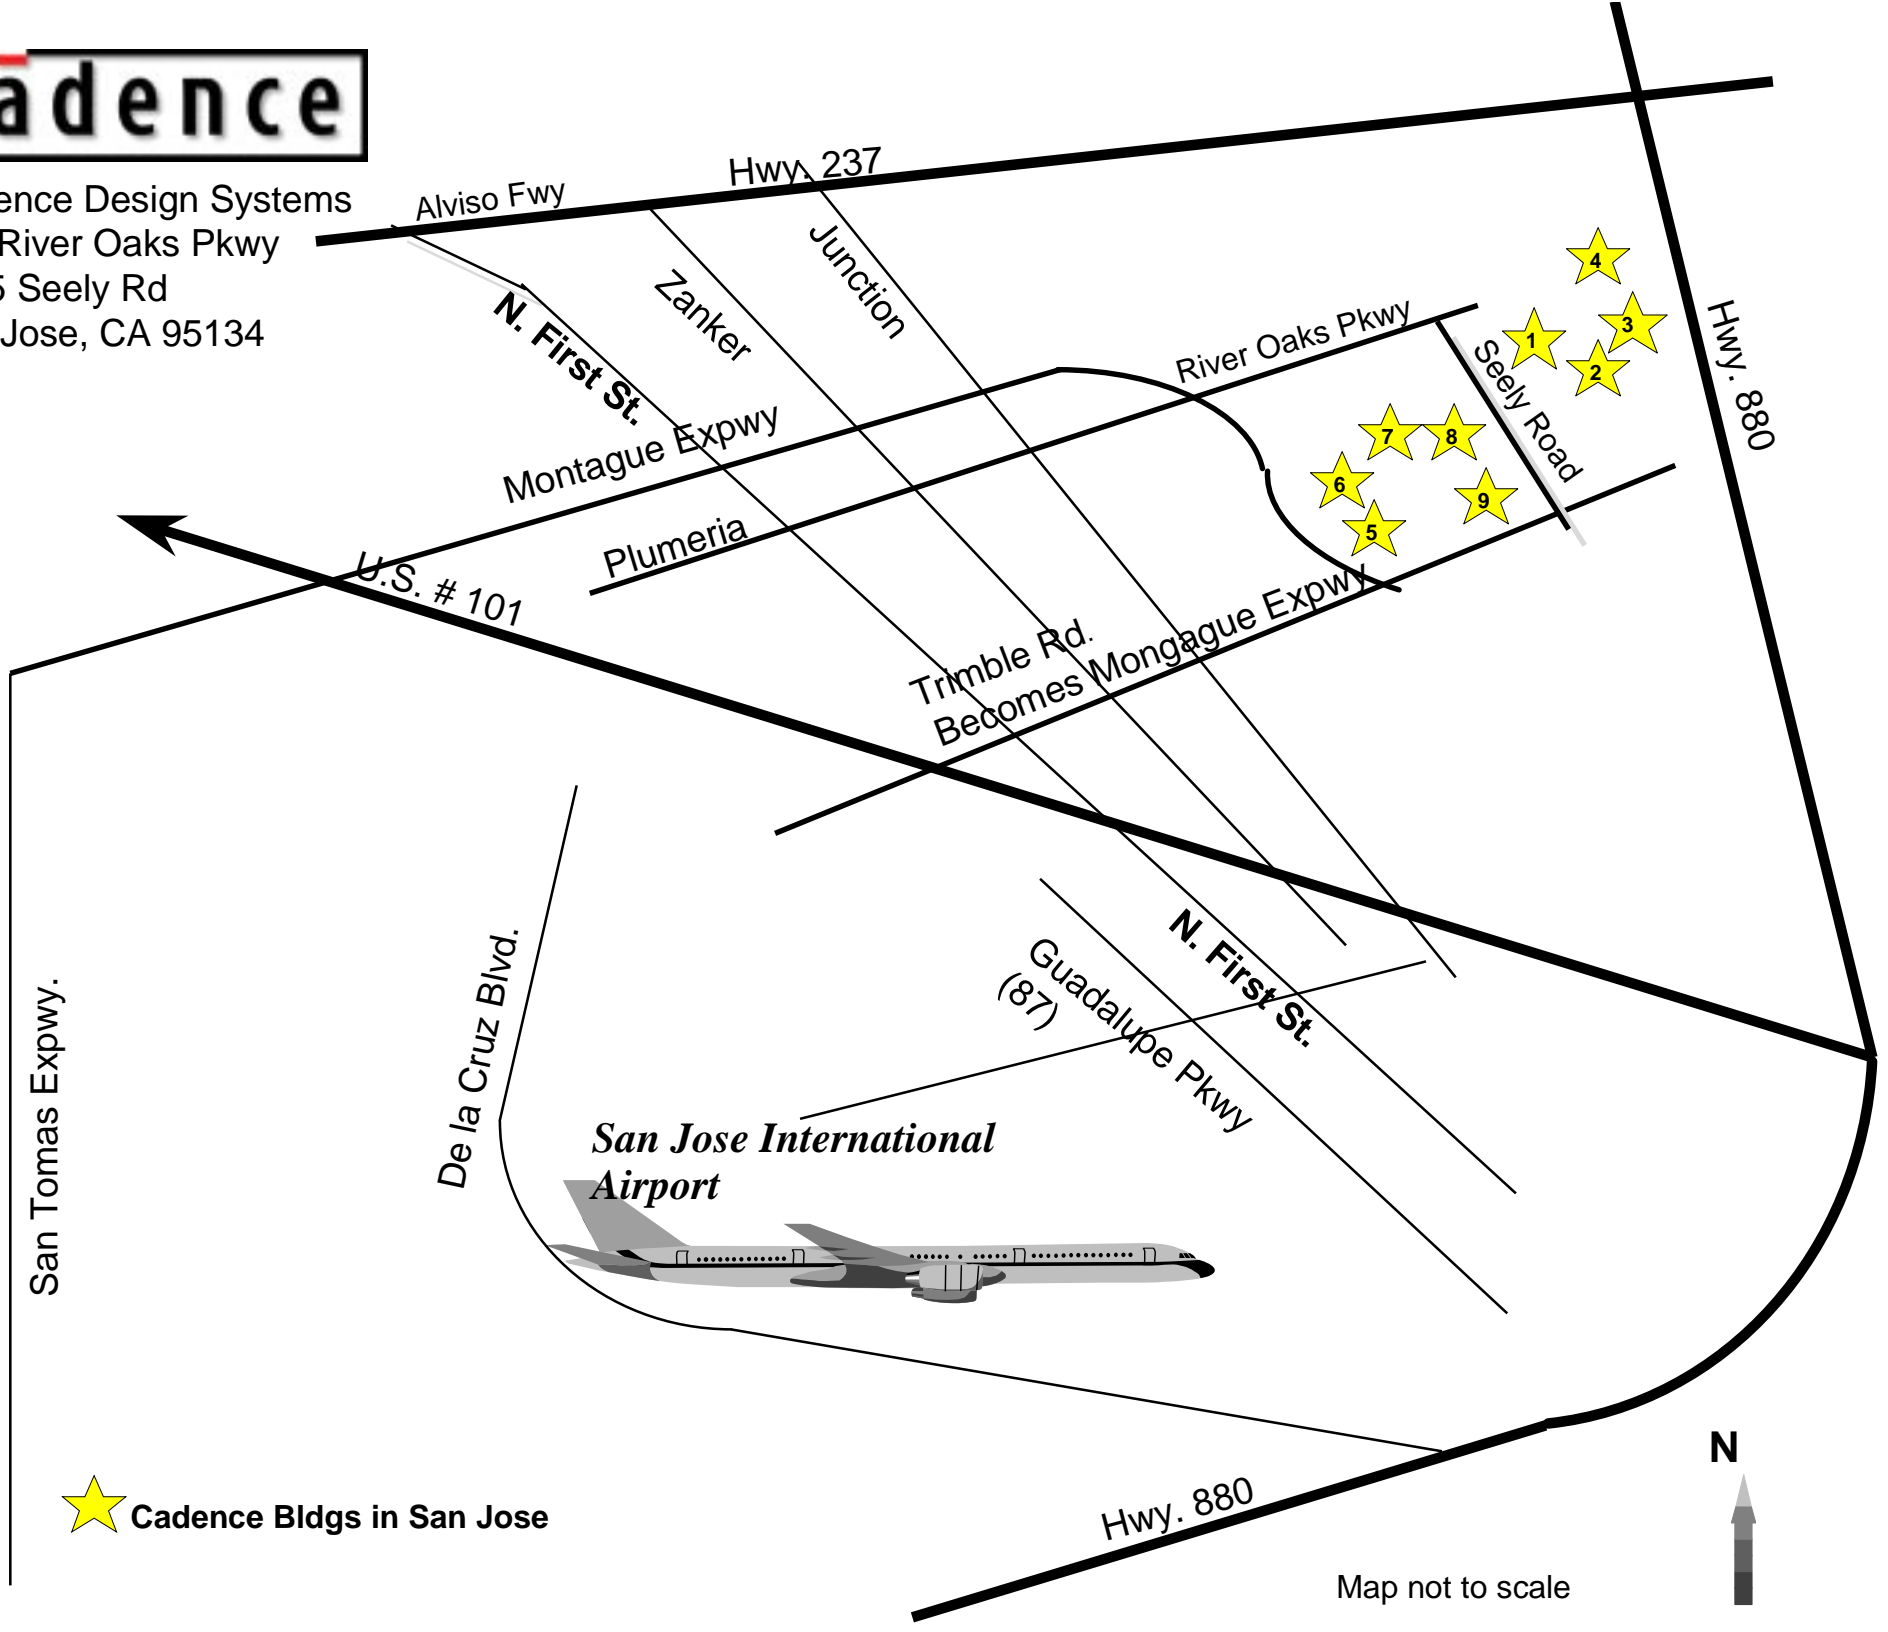 adence
ence Design Systems
River Oaks Pkwy
5 Seely Rd
Jose, CA 95134
Hwy. 237
Alviso Fwy
N. First St.
Zanker
Junction
River Oaks Pkwy
Seely Road
Hwy. 880
4
3
1
2
7
8
6
9
5
Montague Expwy
Plumeria
U.S. # 101
Trimble Rd.
Becomes Mongague Expwy
De la Cruz Blvd.
San Tomas Expwy.
N. First St.
Guadalupe Pkwy
(87)
San Jose International
Airport
Hwy. 880
N
Cadence Bldgs in San Jose
Map not to scale